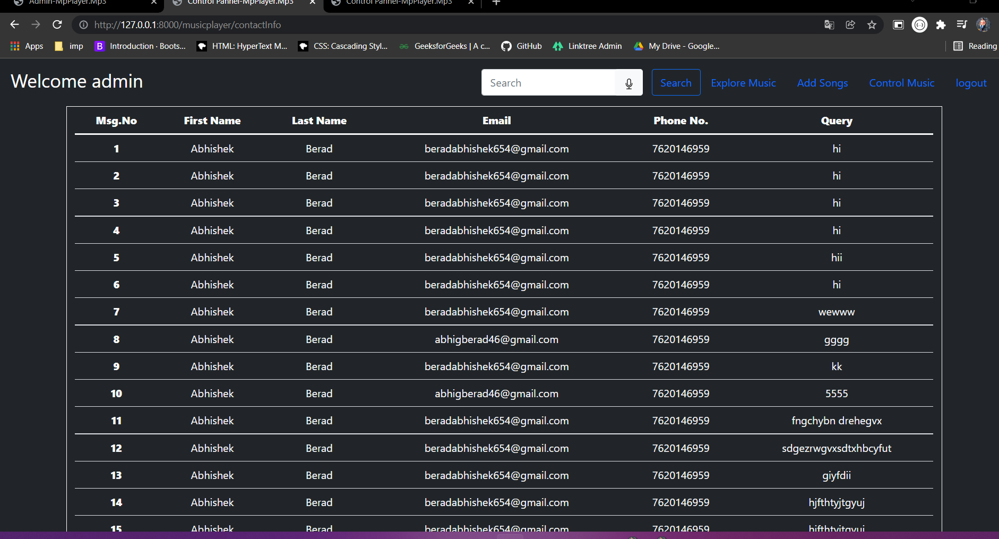 Admin-MpPlayer.Mp3 Control Pannel-MpPlayer.Mp3 Control Pannel-MpPlayer.Mp3
http://127.0.0.1:8000/musicplayer/contactInfo
Apps imp Introduction · Boots... HTML: HyperText M... CSS: Cascading Styl... GeeksforGeeks | A c... GitHub Linktree Admin My Drive - Google... Reading
Welcome admin Search Search Explore Music Add Songs Control Music logout
Msg.No First Name Last Name Email Phone No. Query
1 Abhishek Berad beradabhishek654@gmail.com 7620146959 hi
2 Abhishek Berad beradabhishek654@gmail.com 7620146959 hi
3 Abhishek Berad beradabhishek654@gmail.com 7620146959 hi
4 Abhishek Berad beradabhishek654@gmail.com 7620146959 hi
5 Abhishek Berad beradabhishek654@gmail.com 7620146959 hii
6 Abhishek Berad beradabhishek654@gmail.com 7620146959 hi
7 Abhishek Berad beradabhishek654@gmail.com 7620146959 wewww
8 Abhishek Berad abhigberad46@gmail.com 7620146959 gggg
9 Abhishek Berad beradabhishek654@gmail.com 7620146959 kk
10 Abhishek Berad abhigberad46@gmail.com 7620146959 5555
11 Abhishek Berad beradabhishek654@gmail.com 7620146959 fngchybn drehegvx
12 Abhishek Berad beradabhishek654@gmail.com 7620146959 sdgezrwgvxsdtxhbcyfut
13 Abhishek Berad beradabhishek654@gmail.com 7620146959 giyfdii
14 Abhishek Berad beradabhishek654@gmail.com 7620146959 hjfthtyjtgyuj
15 Abhishek Berad beradabhishek654@gmail.com 7620146959 hjfthtyjtgyuj